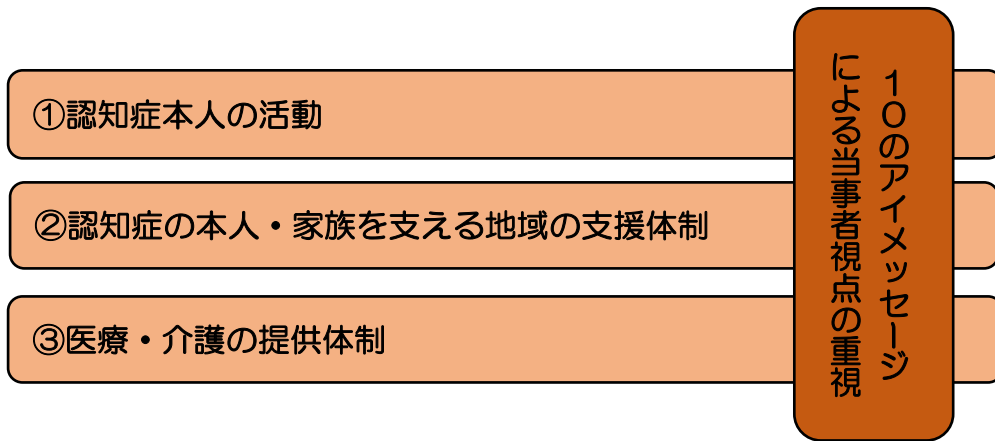 ①認知症本人の活動
②認知症の本人・家族を支える地域の支援体制
③医療・介護の提供体制
１０のアイメッセージ
による当事者視点の重視